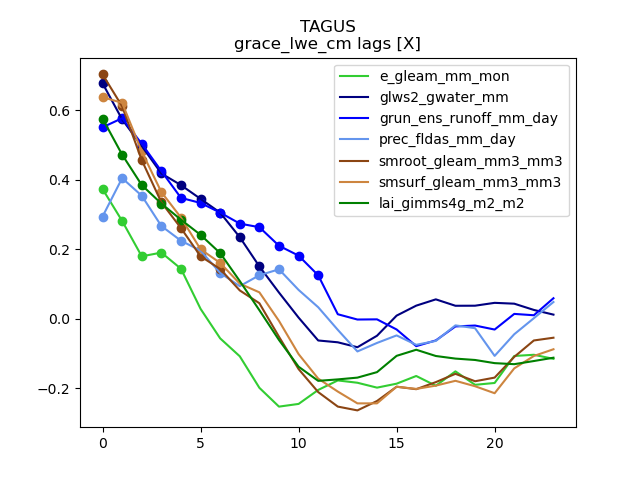 TAGUS
grace_lwe_cm lags [X]
e_gleam_mm_mon
glws2_gwater_mm
grun_ens_runoff_mm_day
prec_fldas_mm_day
smroot_gleam_mm3_mm3
smsurf_gleam_mm3_mm3
lai_gimms4g_m2_m2
0.6
0.4
0.2
0.0
−0.2
0 5 10 15 20